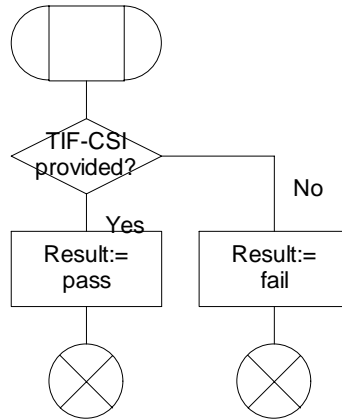 TIF-CSI
provided?
No
Yes
Result:=
pass
Result:=
fail